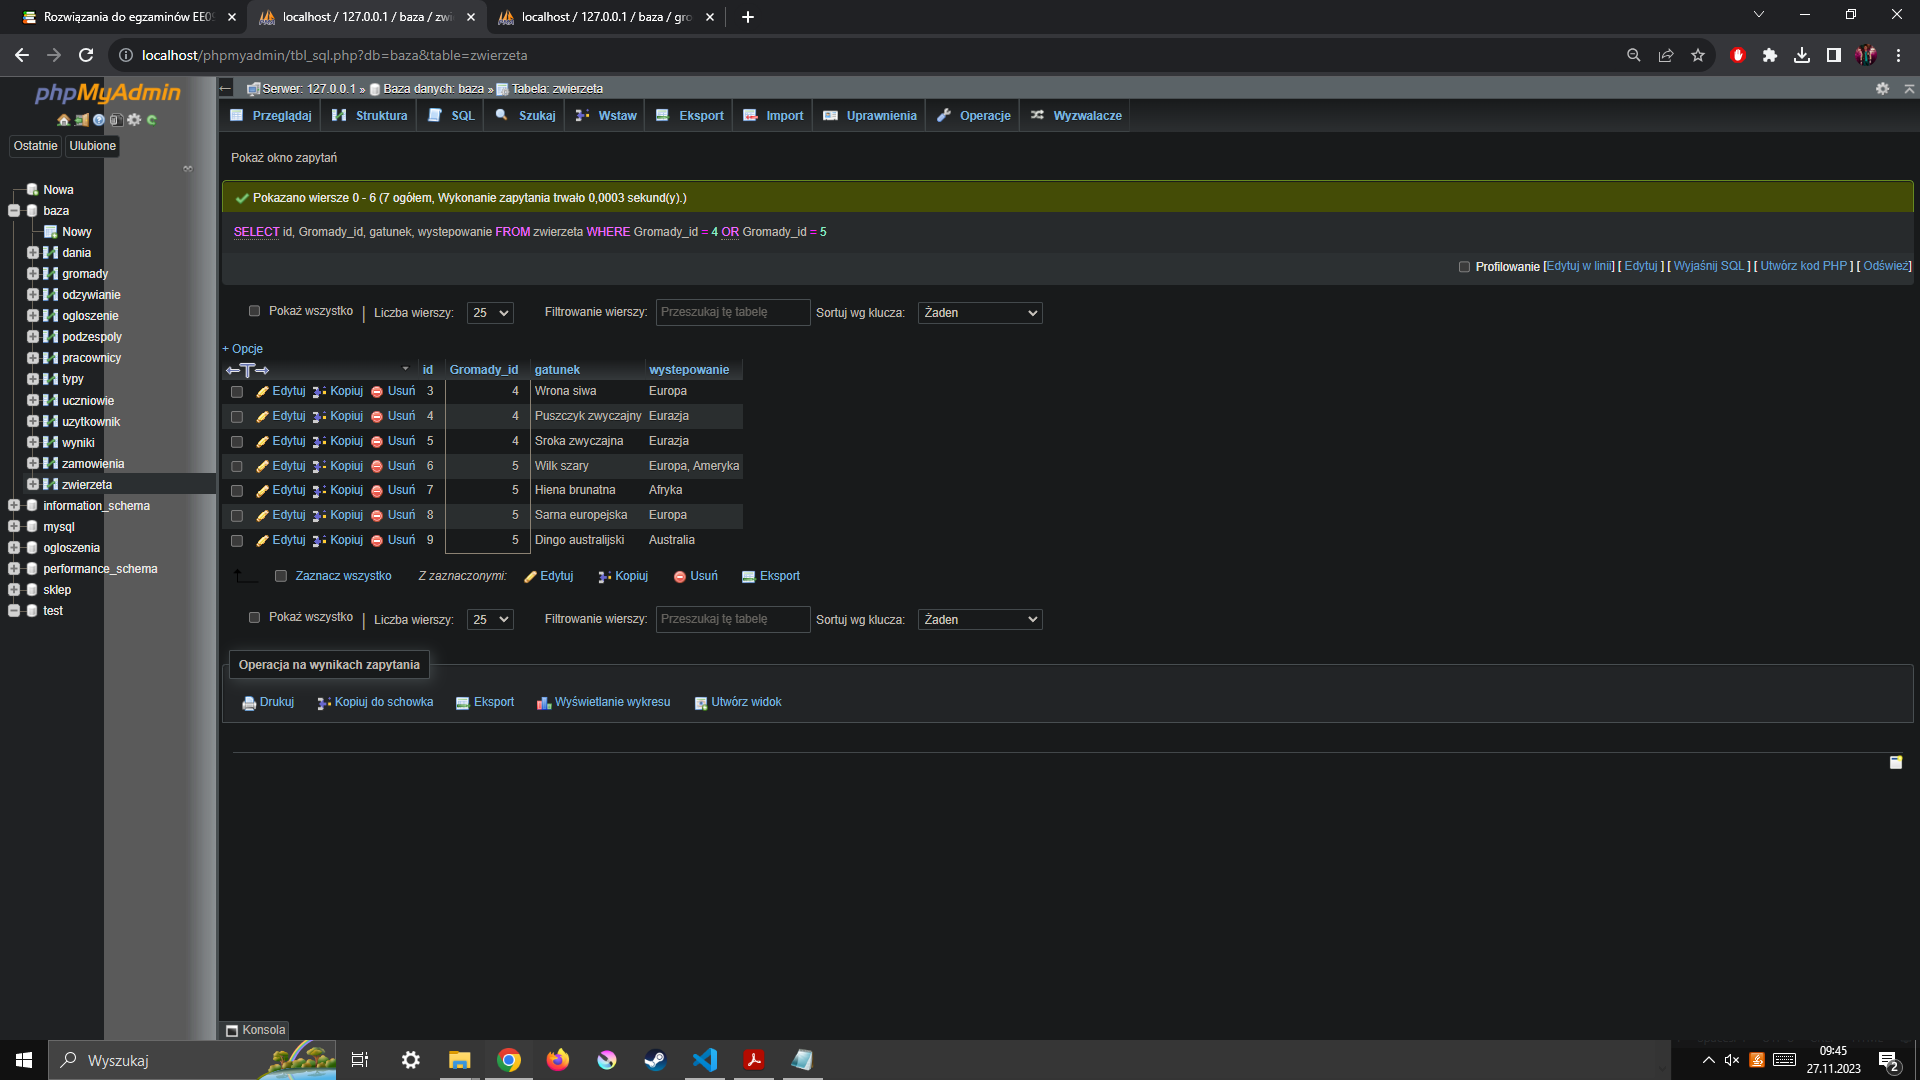 Rozwiązania do egzaminów EE09
localhost / 127.0.0.1 / baza / zwi
localhost / 127.0.0.1 / baza / gro
localhost/phpmyadmin/tbl_sql.php?db=baza&table=zwierzeta
phpMyAdmin
Ostatnie Ulubione
Nowa
baza
Nowy
dania
gromady
odzywianie
ogloszenie
podzespoly
pracownicy
typy
uczniowie
uzytkownik
wyniki
zamowienia
zwierzeta
information_schema
mysql
ogloszenia
performance_schema
sklep
test
Serwer: 127.0.0.1 » Baza danych: baza » Tabela: zwierzeta
Przeglądaj Struktura SQL Szukaj Wstaw Eksport Import Uprawnienia Operacje Wyzwalacze
Pokaż okno zapytań
Pokazano wiersze 0 - 6 (7 ogółem, Wykonanie zapytania trwało 0,0003 sekund(y).)
SELECT id, Gromady_id, gatunek, wystepowanie FROM zwierzeta WHERE Gromady_id = 4 OR Gromady_id = 5
Profilowanie [Edytuj w linii] [ Edytuj ] [ Wyjaśnij SQL ] [ Utwórz kod PHP ] [ Odśwież]
Pokaż wszystko | Liczba wierszy: 25 Filtrowanie wierszy: Przeszukaj tę tabelę Sortuj wg klucza: Żaden
+ Opcje
id Gromady_id gatunek wystepowanie
Edytuj Kopiuj Usuń 3 4 Wrona siwa Europa
Edytuj Kopiuj Usuń 4 4 Puszczyk zwyczajny Eurazja
Edytuj Kopiuj Usuń 5 4 Sroka zwyczajna Eurazja
Edytuj Kopiuj Usuń 6 5 Wilk szary Europa, Ameryka
Edytuj Kopiuj Usuń 7 5 Hiena brunatna Afryka
Edytuj Kopiuj Usuń 8 5 Sarna europejska Europa
Edytuj Kopiuj Usuń 9 5 Dingo australijski Australia
Zaznacz wszystko Z zaznaczonymi: Edytuj Kopiuj Usuń Eksport
Pokaż wszystko | Liczba wierszy: 25 Filtrowanie wierszy: Przeszukaj tę tabelę Sortuj wg klucza: Żaden
Operacja na wynikach zapytania
Drukuj Kopiuj do schowka Eksport Wyświetlanie wykresu Utwórz widok
Konsola
Wyszukaj
09:45
27.11.2023
2